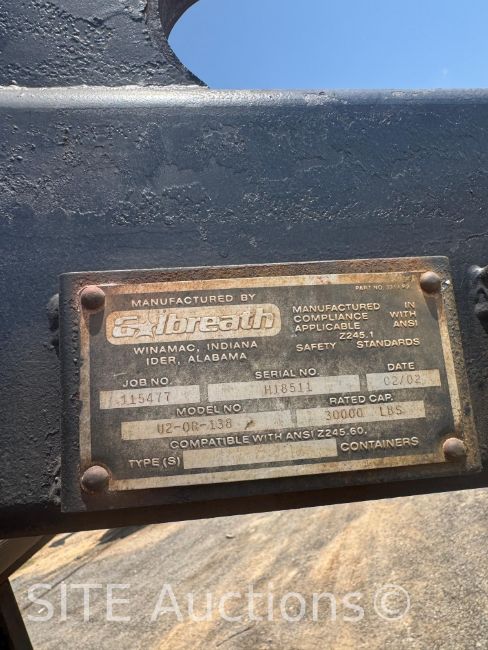 MANUFACTURED BY
Galbreath
WINAMAC, INDIANA
IDER, ALABAMA
PART NO.
MANUFACTURED IN
COMPLIANCE WITH
APPLICABLE ANSI
Z245.1
SAFETY STANDARDS
JOB NO. SERIAL NO. DATE
115477 H18511 02/02
MODEL NO. RATED CAP.
U2-OR-138 30000 LBS
COMPATIBLE WITH ANSI Z245.60,
TYPE (S) CONTAINERS
SITE Auctions©